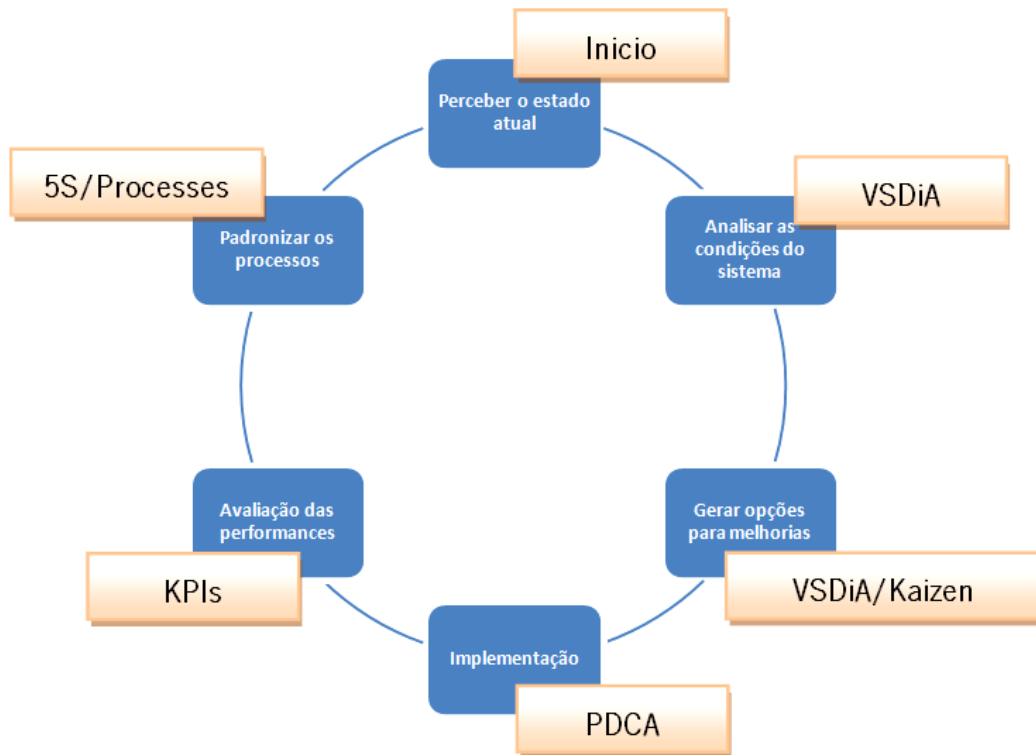 Inicio
Perceber o estado
atual
VSDiA
Analisar as
condições do
sistema
Gerar opções
para melhorias
VSDiA/Kaizen
Implementação
PDCA
Avaliação das
performances
KPIs
5S/Processes
Padronizar os
processos